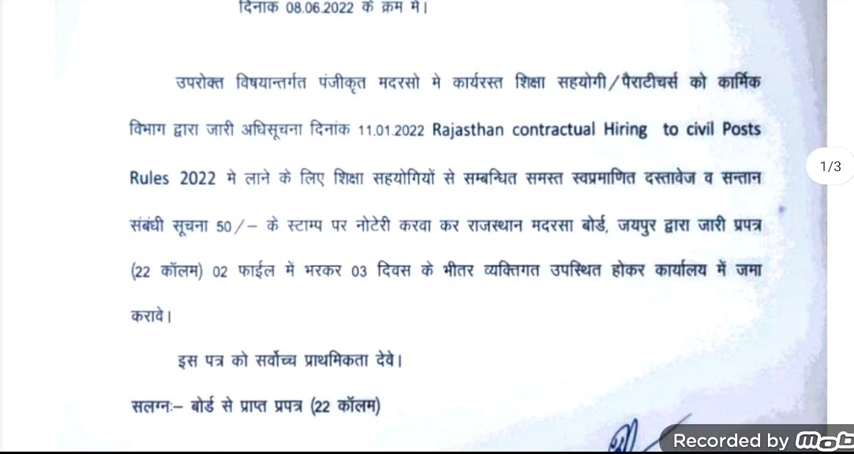 दिनांक 08.06.2022 के क्रम में।
उपरोक्त विषयान्तर्गत पंजीकृत मदरसो मे कार्यरस्त शिक्षा सहयोगी/पैराटीचर्स को कार्मिक
विभाग द्वारा जारी अधिसूचना दिनांक 11.01.2022 Rajasthan contractual Hiring to civil Posts
Rules 2022 मे लाने के लिए शिक्षा सहयोगियों से सम्बन्धित समस्त स्वप्रमाणित दस्तावेज व सन्तान
संबंधी सूचना 50/– के स्टाम्प पर नोटेरी करवा कर राजस्थान मदरसा बोर्ड, जयपुर द्वारा जारी प्रपत्र
(22 कॉलम) 02 फाईल में भरकर 03 दिवस के भीतर व्यक्तिगत उपस्थित होकर कार्यालय में जमा
करावे।
इस पत्र को सर्वोच्च प्राथमिकता देवे।
सलग्नः– बोर्ड से प्राप्त प्रपत्र (22 कॉलम)
1/3
Recorded by mob